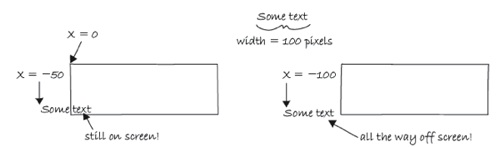 Some text
width = 100 pixels
x = 0
x = -50
Some text
still on screen!
x = -100
Some text
all the way off screen!